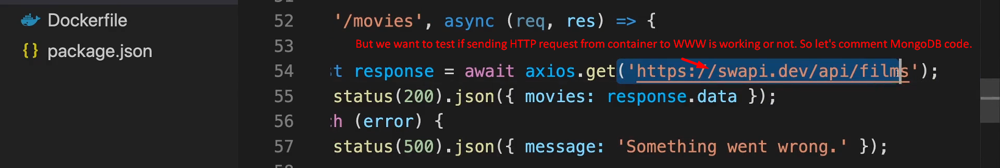 51
Dockerfile
52 '/movies', async (req, res) => {
{} package.json
53 But we want to test if sending HTTP request from container to WWW is working or not. So let's comment MongoDB code.
54 st response = await axios.get('https://swapi.dev/api/films');
55 status(200).json({ movies: response.data });
56 h (error) {
57 status(500).json({ message: 'Something went wrong.' });
58